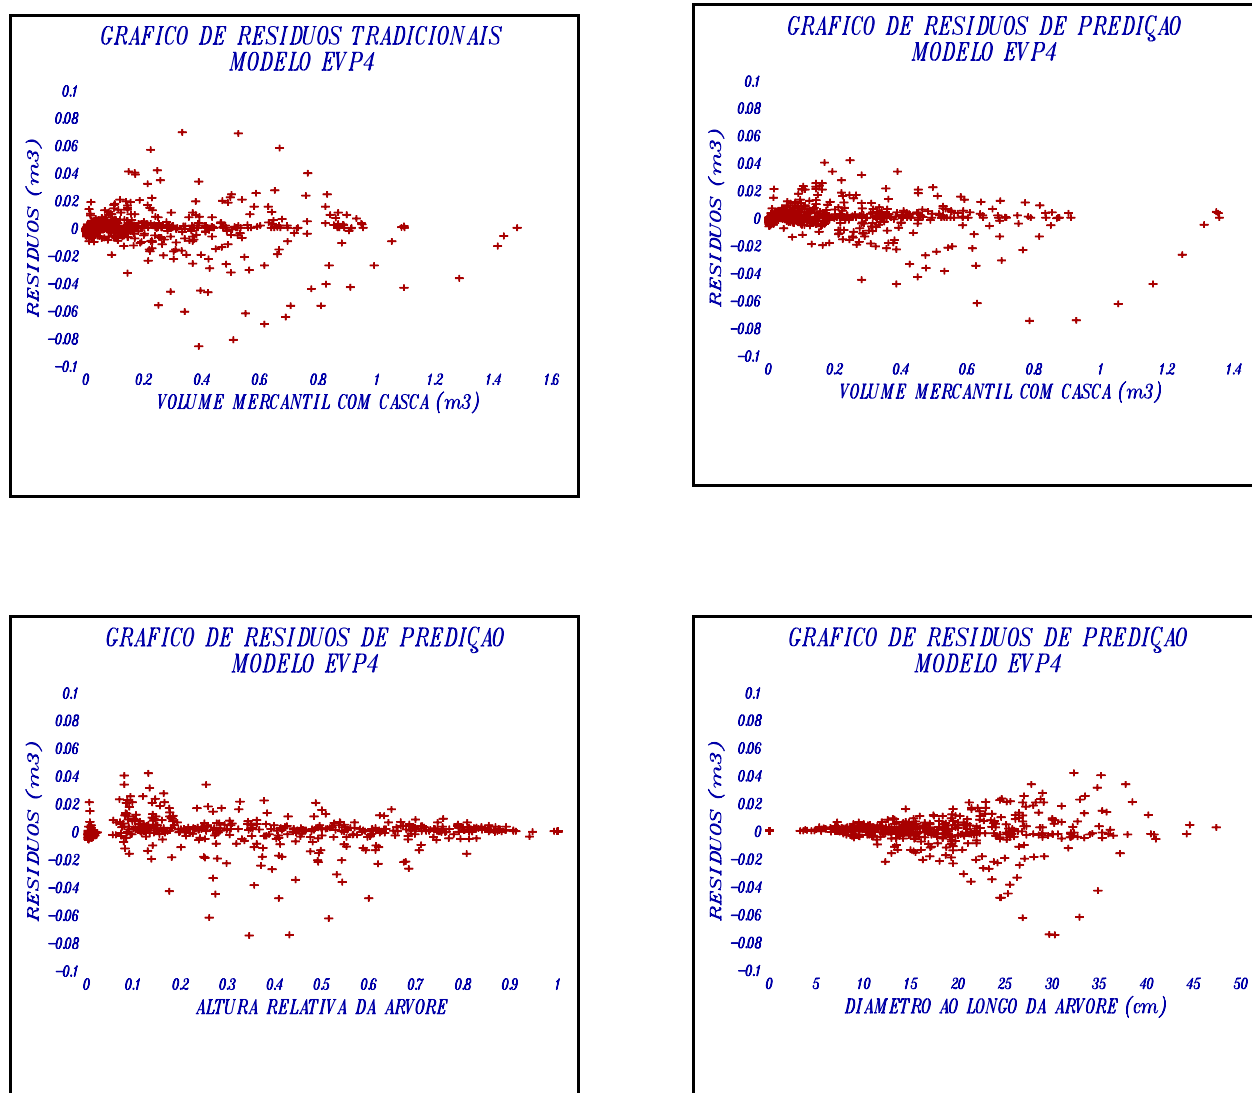 GRAFICO DE RESIDUOS TRADICIONAIS
MODELO EVP4
RESIDUOS (m3)
0.1
0.08
0.06
0.04
0.02
0
-0.02
-0.04
-0.06
-0.08
-0.1
0 0.2 0.4 0.6 0.8 1 1.2 1.4 1.6
VOLUME MERCANTIL COM CASCA (m3)
GRAFICO DE RESIDUOS DE PREDIÇAO
MODELO EVP4
RESIDUOS (m3)
0.1
0.08
0.06
0.04
0.02
0
-0.02
-0.04
-0.06
-0.08
-0.1
0 0.2 0.4 0.6 0.8 1 1.2 1.4
VOLUME MERCANTIL COM CASCA (m3)
GRAFICO DE RESIDUOS DE PREDIÇAO
MODELO EVP4
RESIDUOS (m3)
0.1
0.08
0.06
0.04
0.02
0
-0.02
-0.04
-0.06
-0.08
-0.1
0 0.1 0.2 0.3 0.4 0.5 0.6 0.7 0.8 0.9 1
ALTURA RELATIVA DA ARVORE
GRAFICO DE RESIDUOS DE PREDIÇAO
MODELO EVP4
RESIDUOS (m3)
0.1
0.08
0.06
0.04
0.02
0
-0.02
-0.04
-0.06
-0.08
-0.1
0 5 10 15 20 25 30 35 40 45 50
DIAMETRO AO LONGO DA ARVORE (cm)